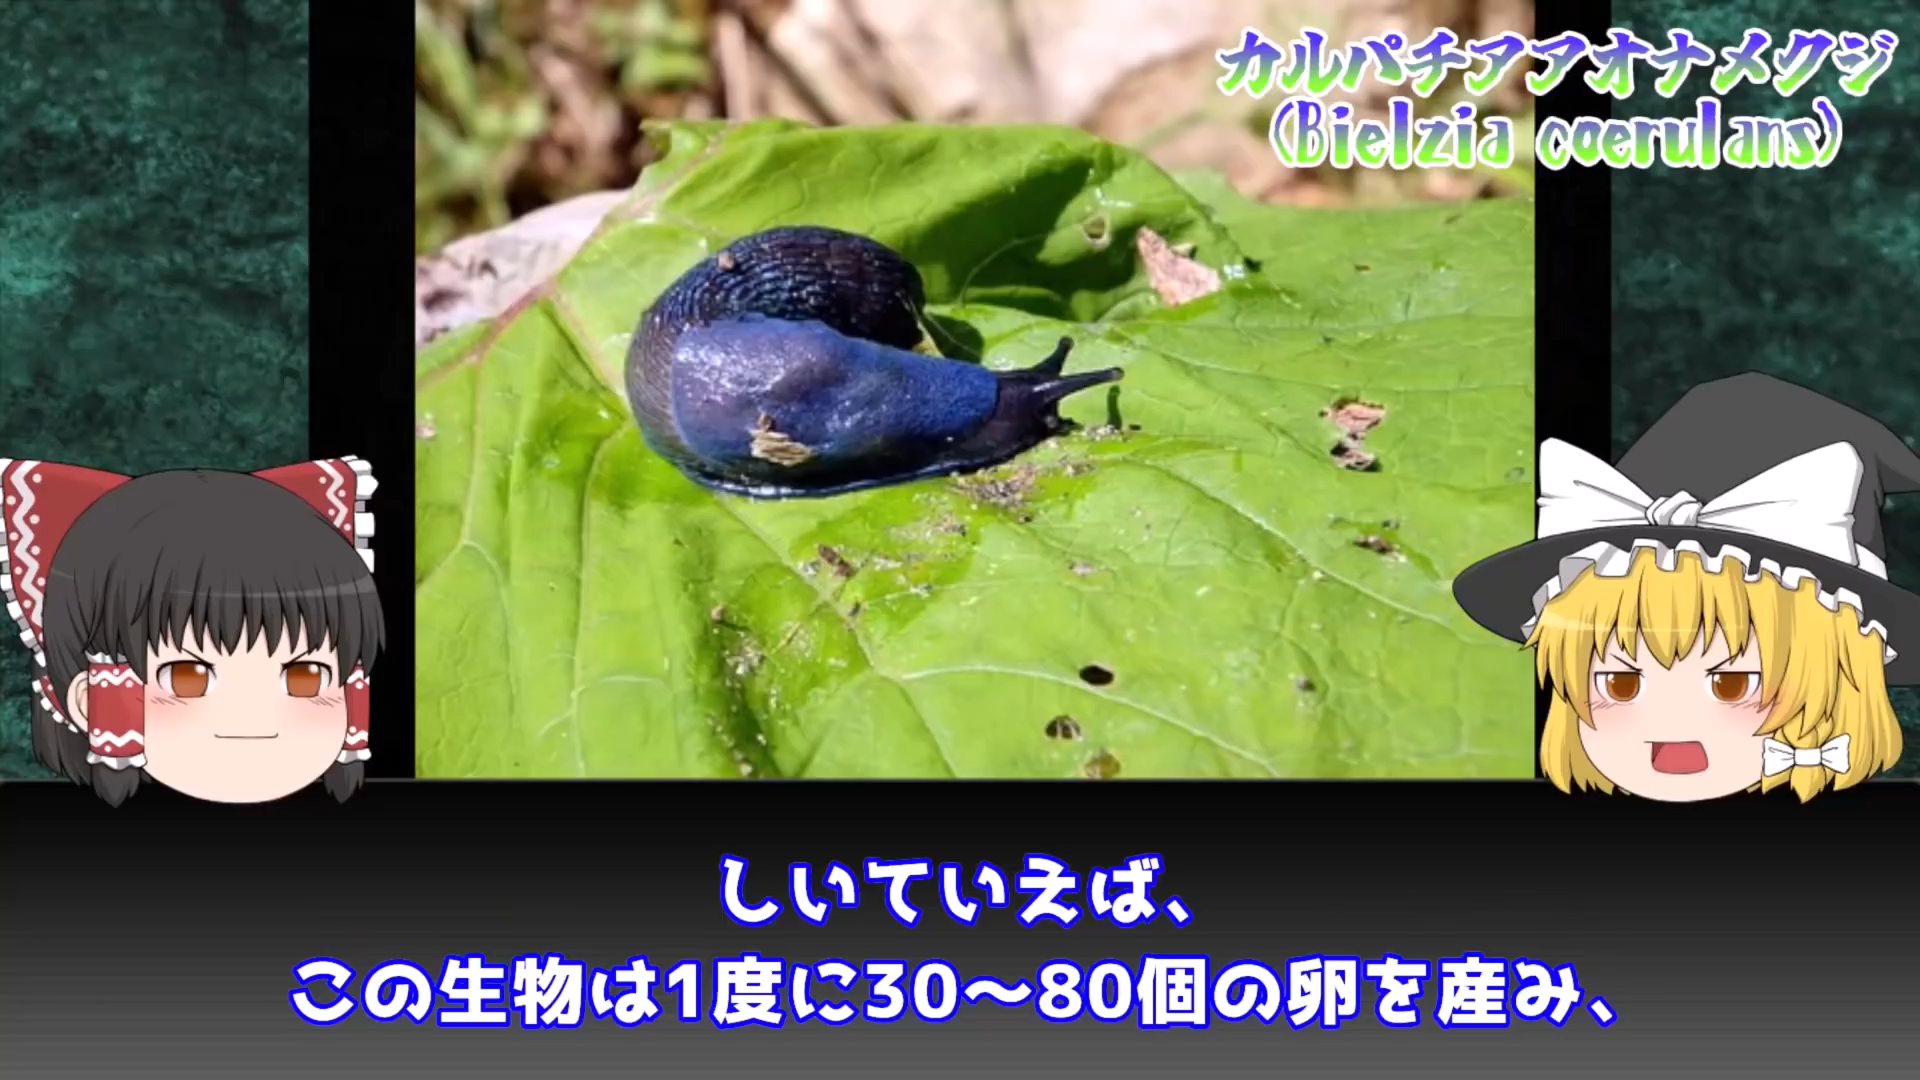 カルパチアアオナメクジ
(Bielzia coerulans)
しいていえば、
この生物は1度に30～80個の卵を産み、